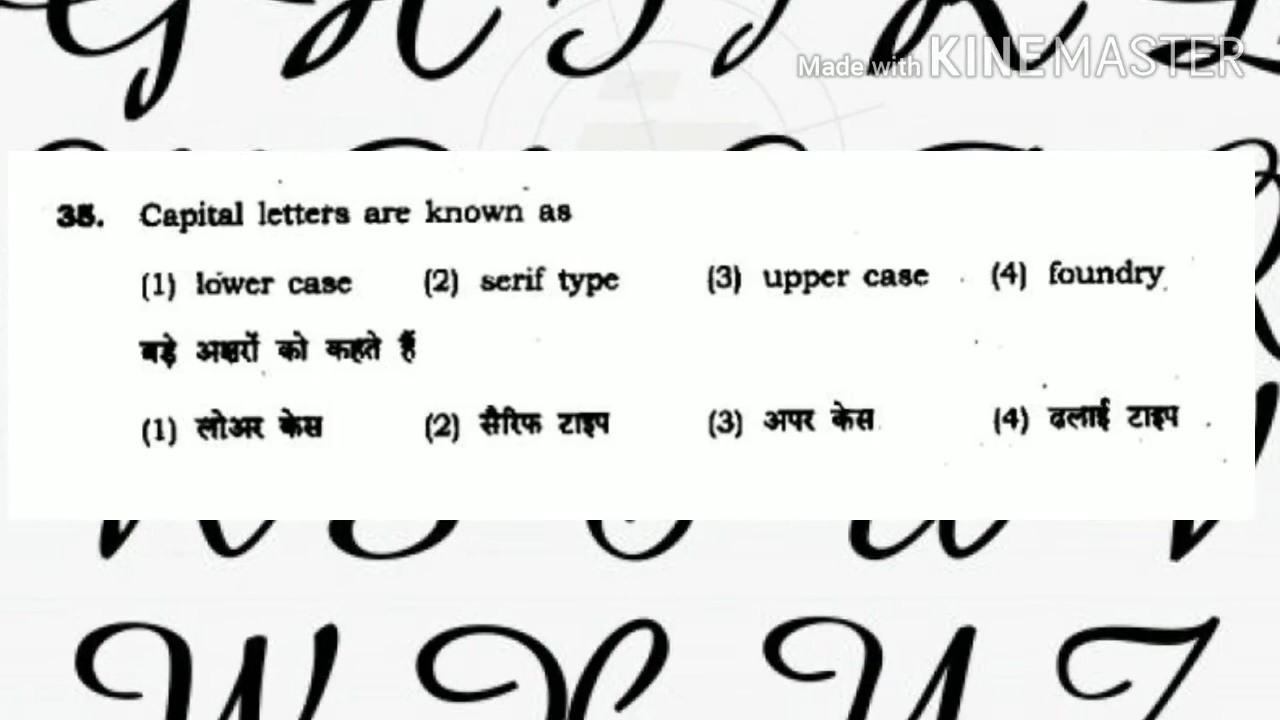 Made with KINEMASTER
35. Capital letters are known as
(1) lower case (2) serif type (3) upper case (4) foundry
बड़े अक्षरों को कहते हैं
(1) लोअर केस (2) सैरिफ टाइप (3) अपर केस (4) ढलाई टाइप